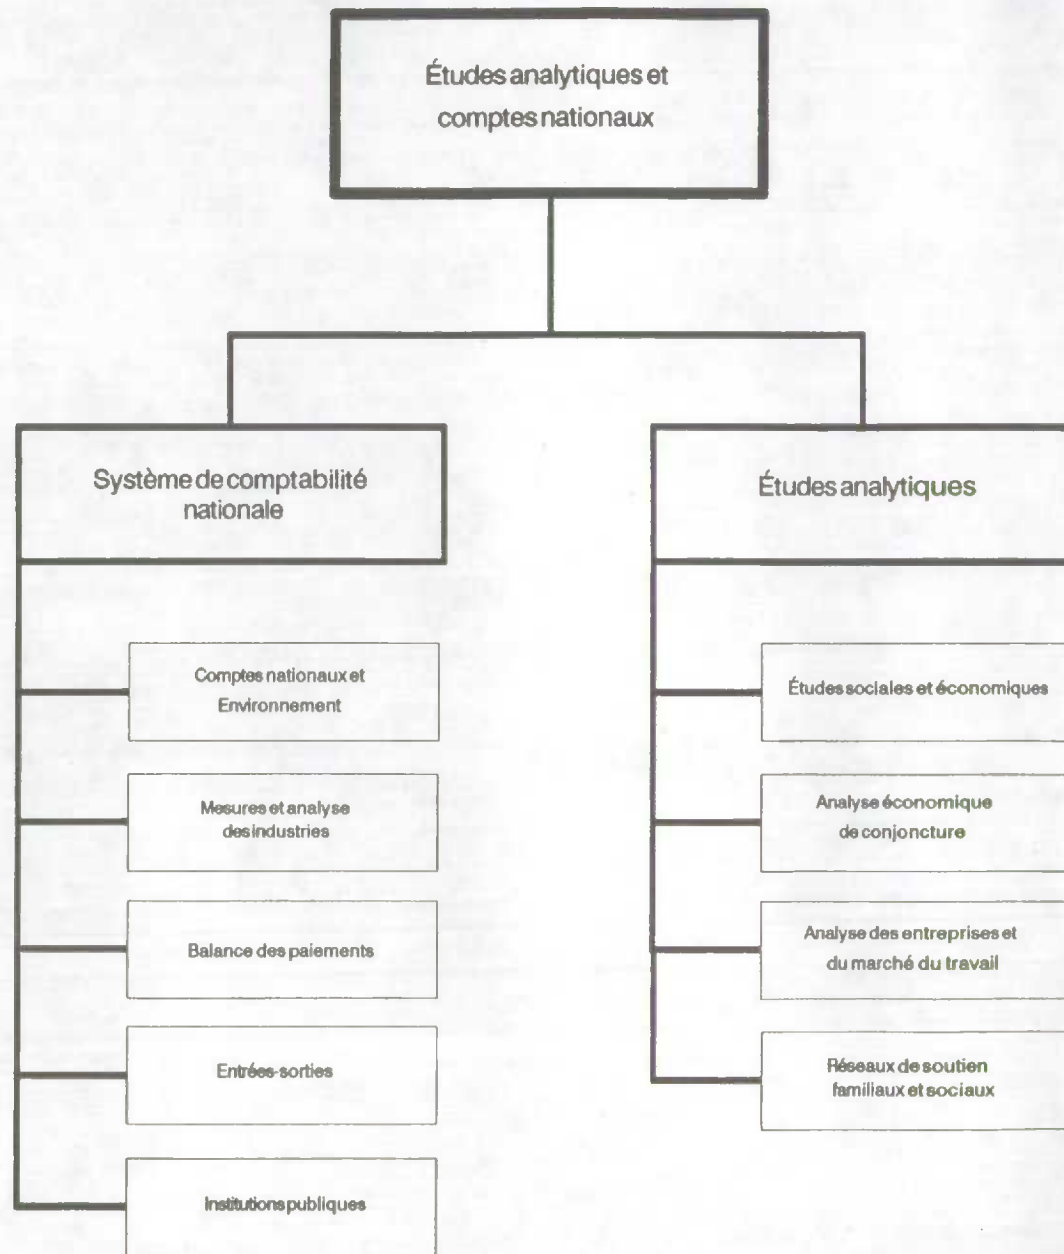 Études analytiques et
comptes nationaux
Système de comptabilité
nationale
Comptes nationaux et
Environnement
Mesures et analyse
des industries
Balance des paiements
Entrées-sorties
Institutions publiques
Études analytiques
Études sociales et économiques
Analyse économique
de conjoncture
Analyse des entreprises et
du marché du travail
Réseaux de soutien
familiaux et sociaux